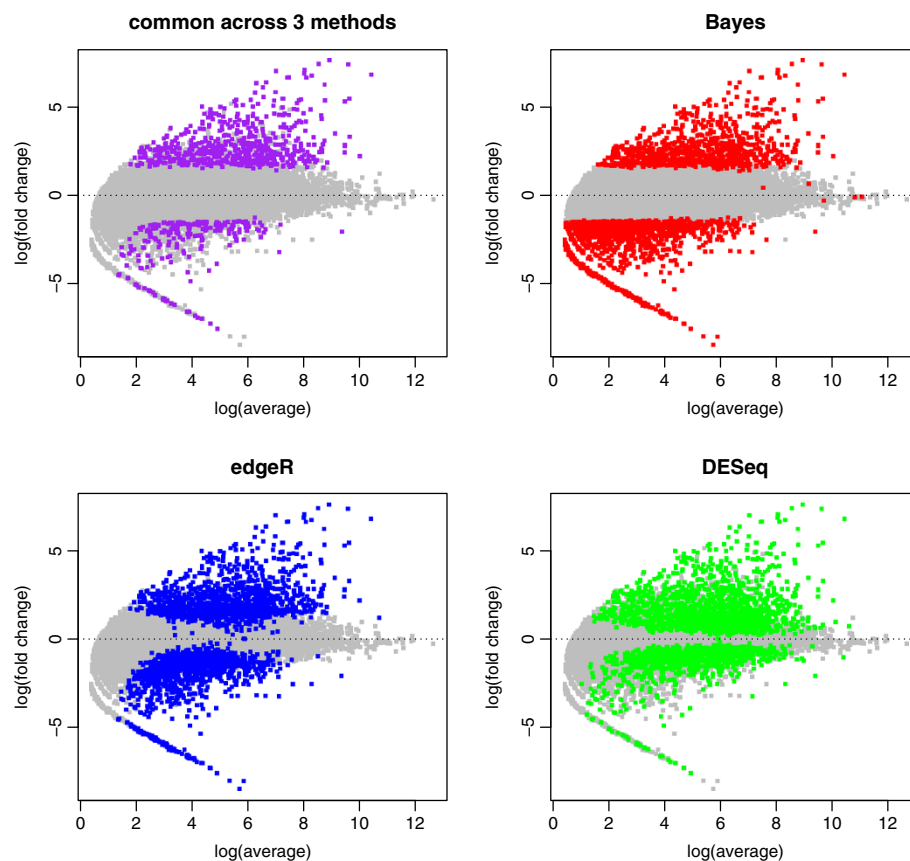 common across 3 methods
log(fold change)
5
0
−5
0 2 4 6 8 10 12
log(average)
Bayes
log(fold change)
5
0
−5
0 2 4 6 8 10 12
log(average)
edgeR
log(fold change)
5
0
−5
0 2 4 6 8 10 12
log(average)
DESeq
log(fold change)
5
0
−5
0 2 4 6 8 10 12
log(average)